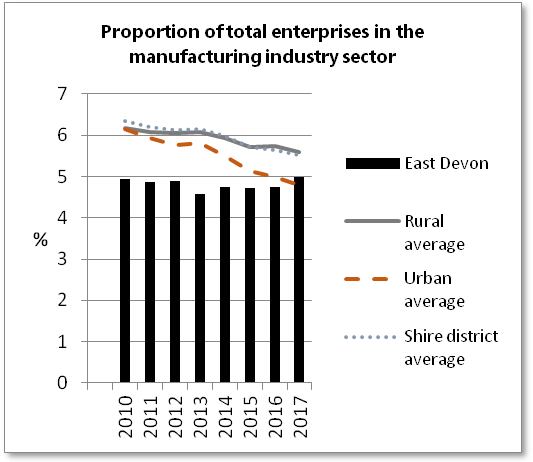 Proportion of total enterprises in the
manufacturing industry sector
7
6
5
4
3
2
1
0
%
2010
2011
2012
2013
2014
2015
2016
2017
East Devon
Rural
average
Urban
average
Shire district
average